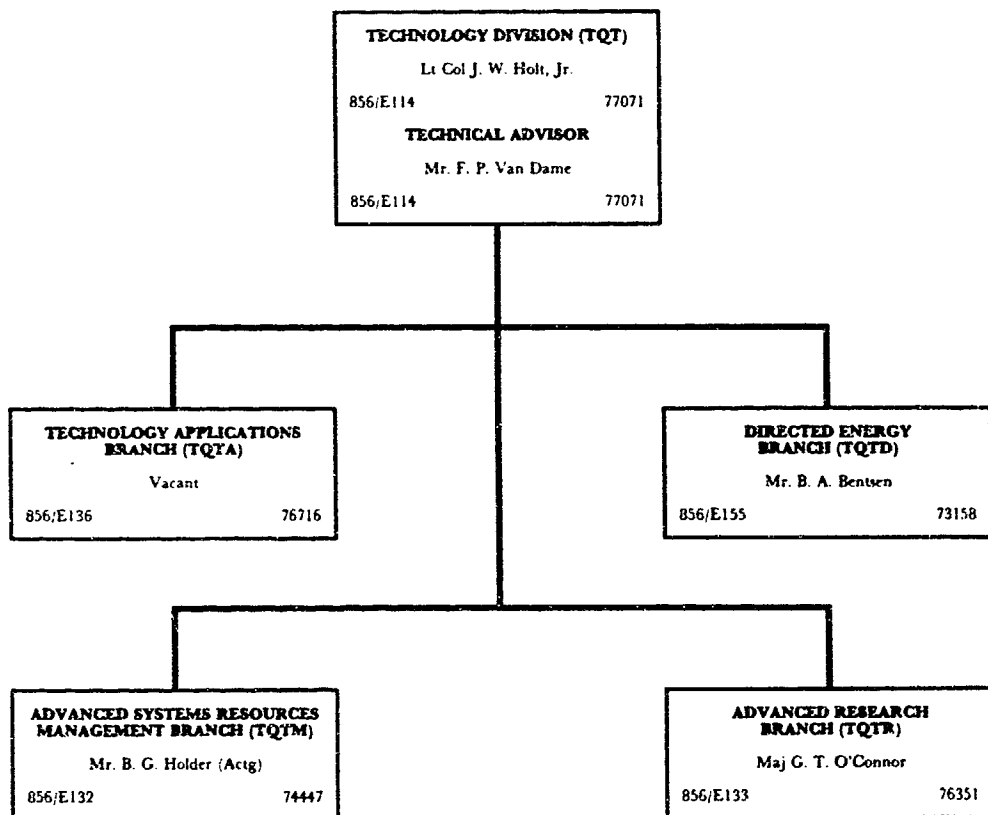 TECHNOLOGY DIVISION (TQT)
Lt Col J. W. Holt, Jr.
856/E114 77071
TECHNICAL ADVISOR
Mr. F. P. Van Dame
856/E114 77071
TECHNOLOGY APPLICATIONS
BRANCH (TQTA)
Vacant
856/E136 76716
DIRECTED ENERGY
BRANCH (TQTD)
Mr. B. A. Bentsen
856/E155 73158
ADVANCED SYSTEMS RESOURCES
MANAGEMENT BRANCH (TQTM)
Mr. B. G. Holder (Actg)
856/E132 74447
ADVANCED RESEARCH
BRANCH (TQTR)
Maj G. T. O'Connor
856/E133 76351